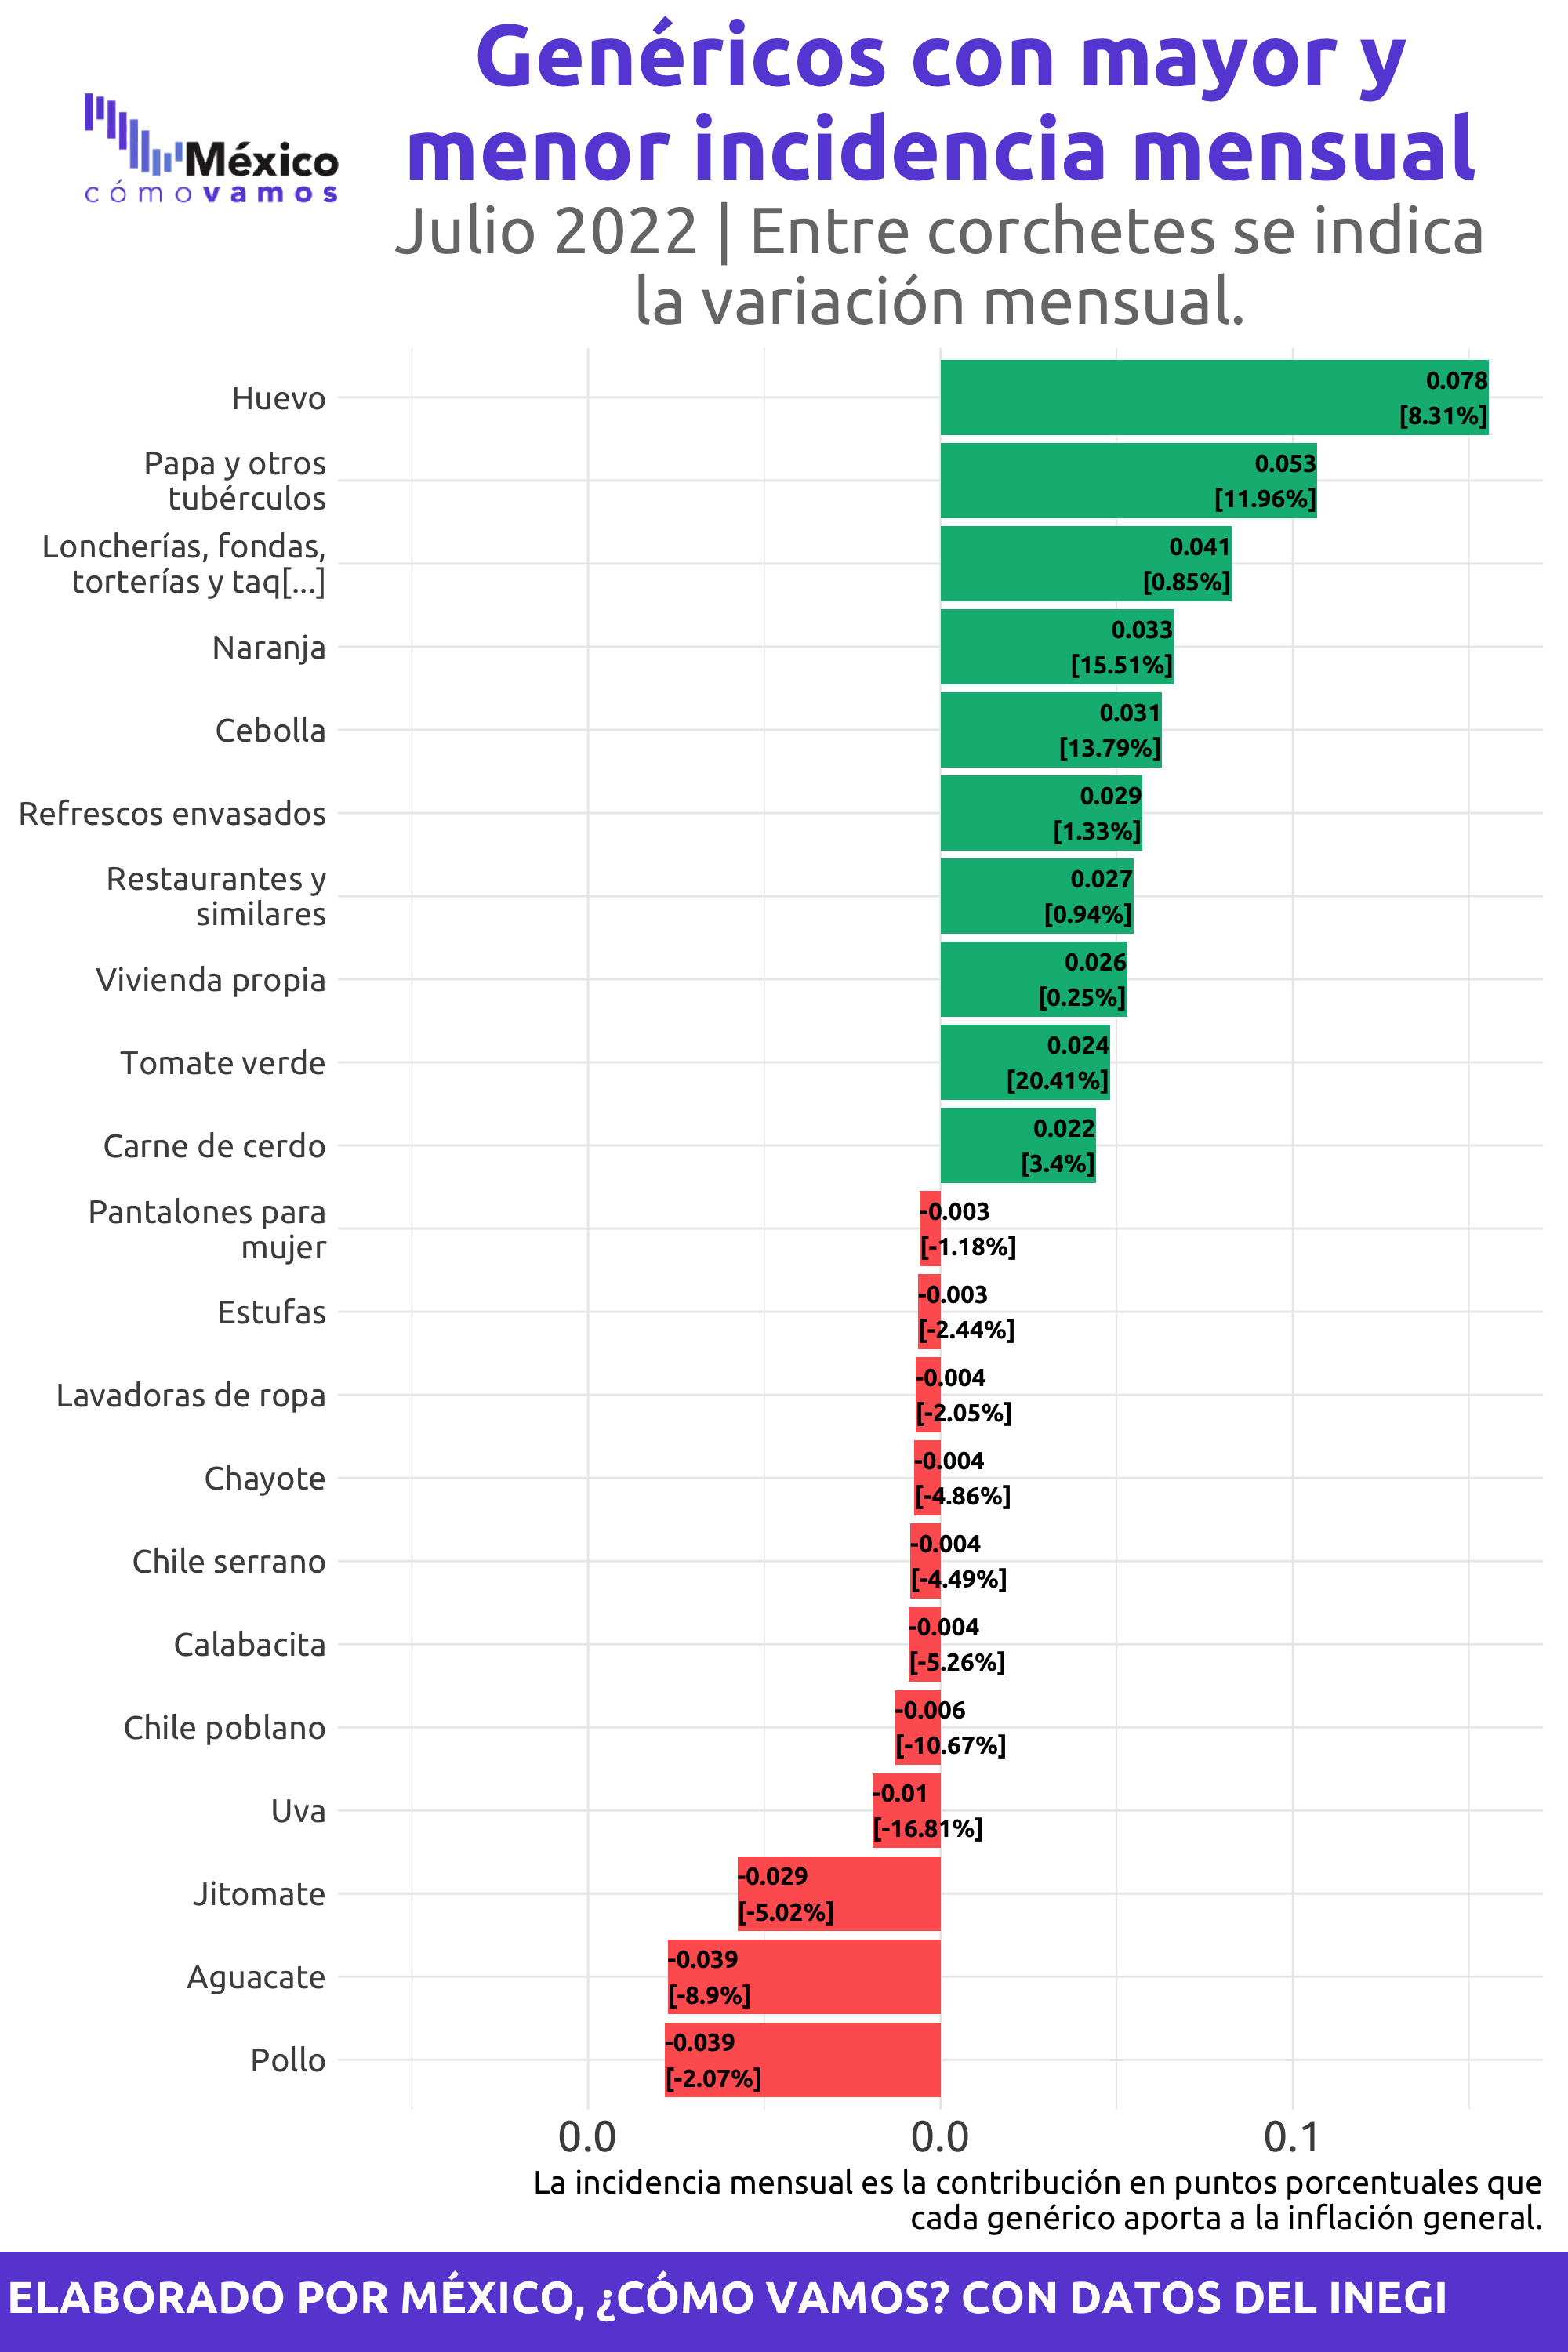 Genéricos con mayor y
menor incidencia mensual
México
cómovamos
Julio 2022 | Entre corchetes se indica
la variación mensual.
Huevo
0.078
[8.31%]
Papa y otros
tubérculos
0.053
[11.96%]
Loncherías, fondas,
torterías y taq[...]
0.041
[0.85%]
Naranja
0.033
[15.51%]
Cebolla
0.031
[13.79%]
Refrescos envasados
0.029
[1.33%]
Restaurantes y
similares
0.027
[0.94%]
Vivienda propia
0.026
[0.25%]
Tomate verde
0.024
[20.41%]
Carne de cerdo
0.022
[3.4%]
Pantalones para
mujer
-0.003
[-1.18%]
Estufas
-0.003
[-2.44%]
Lavadoras de ropa
-0.004
[-2.05%]
Chayote
-0.004
[-4.86%]
Chile serrano
-0.004
[-4.49%]
Calabacita
-0.004
[-5.26%]
Chile poblano
-0.006
[-10.67%]
Uva
-0.01
[-16.81%]
Jitomate
-0.029
[-5.02%]
Aguacate
-0.039
[-8.9%]
Pollo
-0.039
[-2.07%]
0.0 0.0 0.1
La incidencia mensual es la contribución en puntos porcentuales que
cada genérico aporta a la inflación general.
ELABORADO POR MÉXICO, ¿CÓMO VAMOS? CON DATOS DEL INEGI